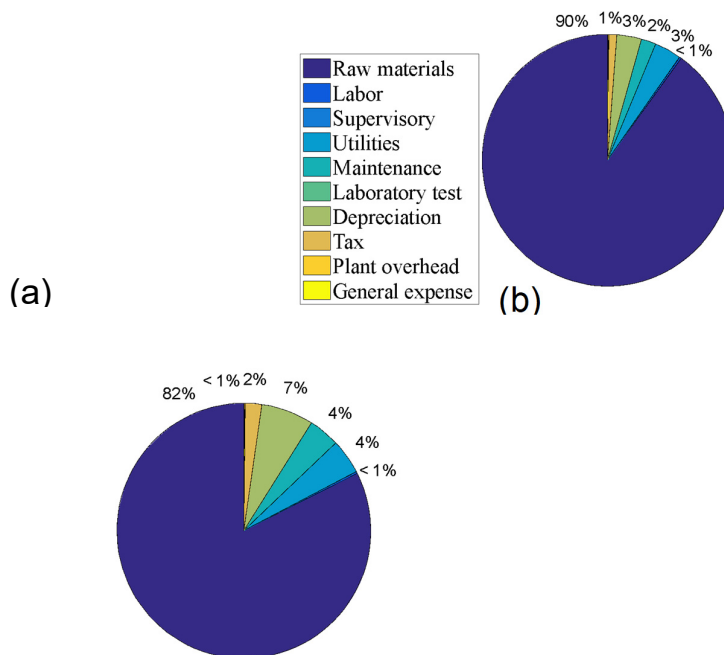 90% 1% 3% 2% 3%
< 1%
Raw materials
Labor
Supervisory
Utilities
Maintenance
Laboratory test
Depreciation
Tax
Plant overhead
General expense
(a)
(b)
82% < 1% 2% 7%
4%
4%
< 1%